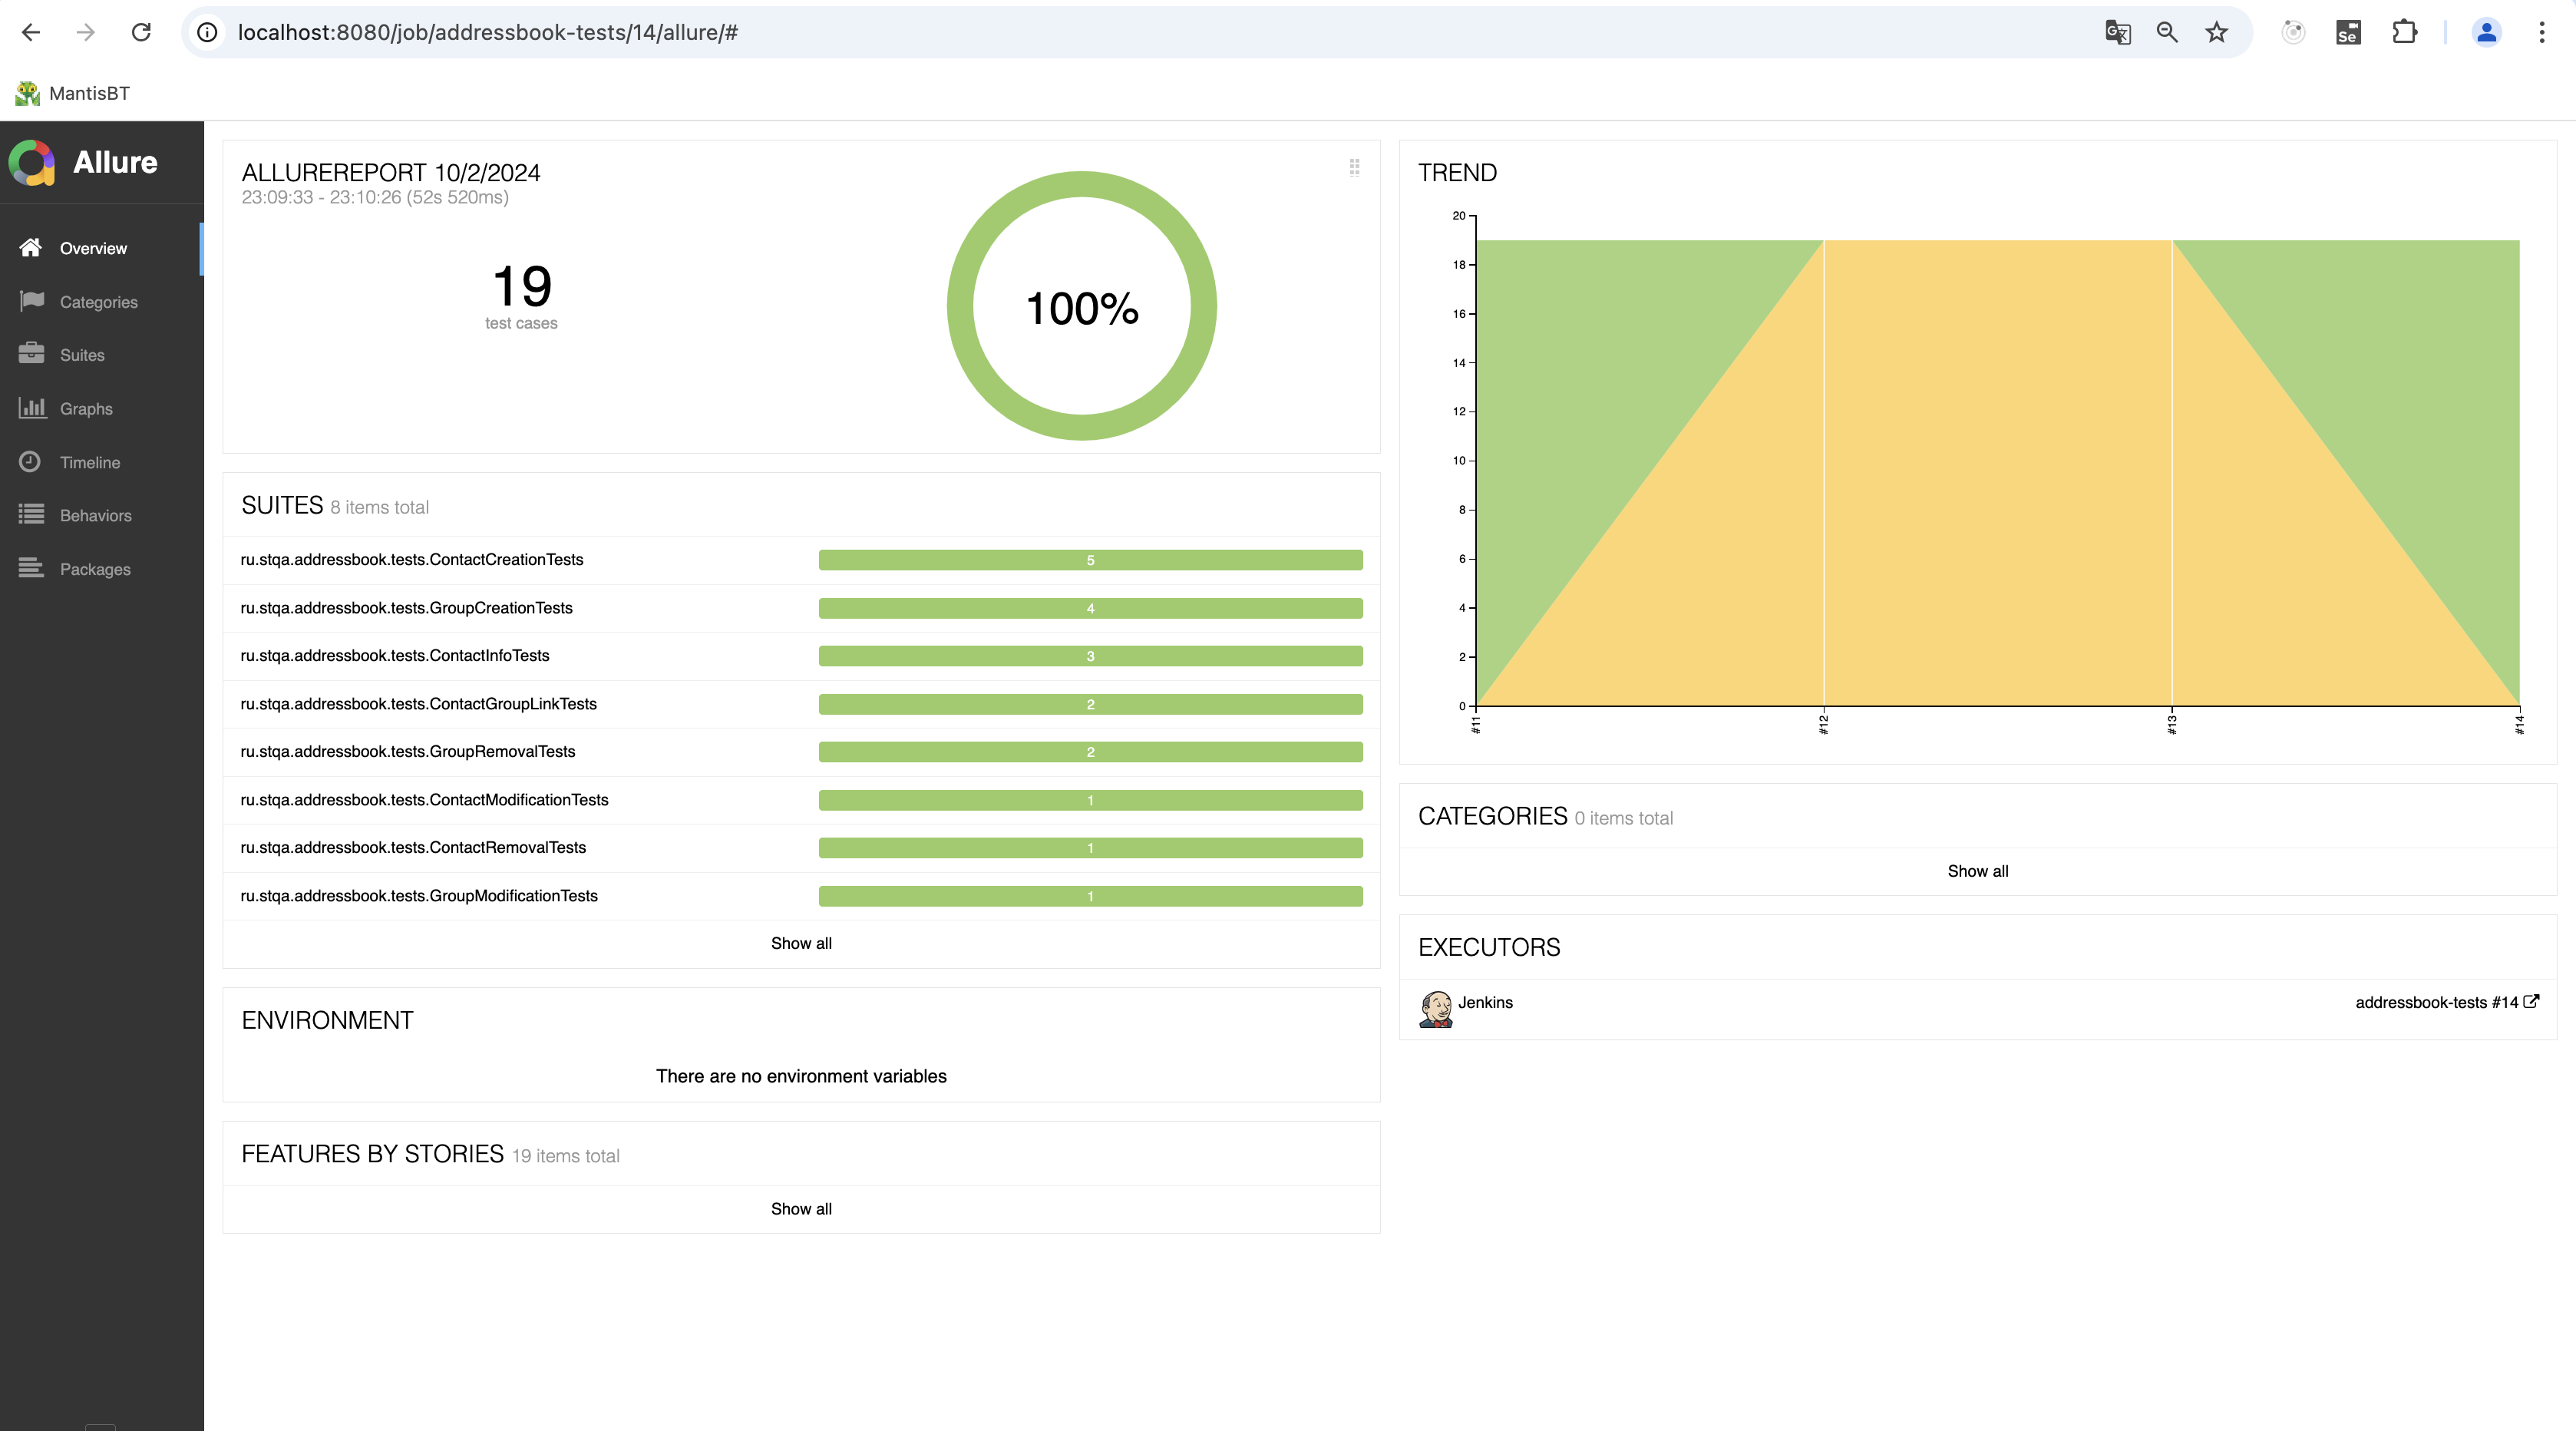 localhost:8080/job/addressbook-tests/14/allure/#
Se
MantisBT
Allure
Overview
Categories
Suites
Graphs
Timeline
Behaviors
Packages
ALLUREREPORT 10/2/2024
23:09:33 - 23:10:26 (52s 520ms)
19
test cases
100%
SUITES 8 items total
ru.stqa.addressbook.tests.ContactCreationTests 5
ru.stqa.addressbook.tests.GroupCreationTests 4
ru.stqa.addressbook.tests.ContactInfoTests 3
ru.stqa.addressbook.tests.ContactGroupLinkTests 2
ru.stqa.addressbook.tests.GroupRemovalTests 2
ru.stqa.addressbook.tests.ContactModificationTests 1
ru.stqa.addressbook.tests.ContactRemovalTests 1
ru.stqa.addressbook.tests.GroupModificationTests 1
Show all
ENVIRONMENT
There are no environment variables
FEATURES BY STORIES 19 items total
Show all
TREND
20
18
16
14
12
10
8
6
4
2
0
#11 #12 #13 #14
CATEGORIES 0 items total
Show all
EXECUTORS
Jenkins addressbook-tests #14